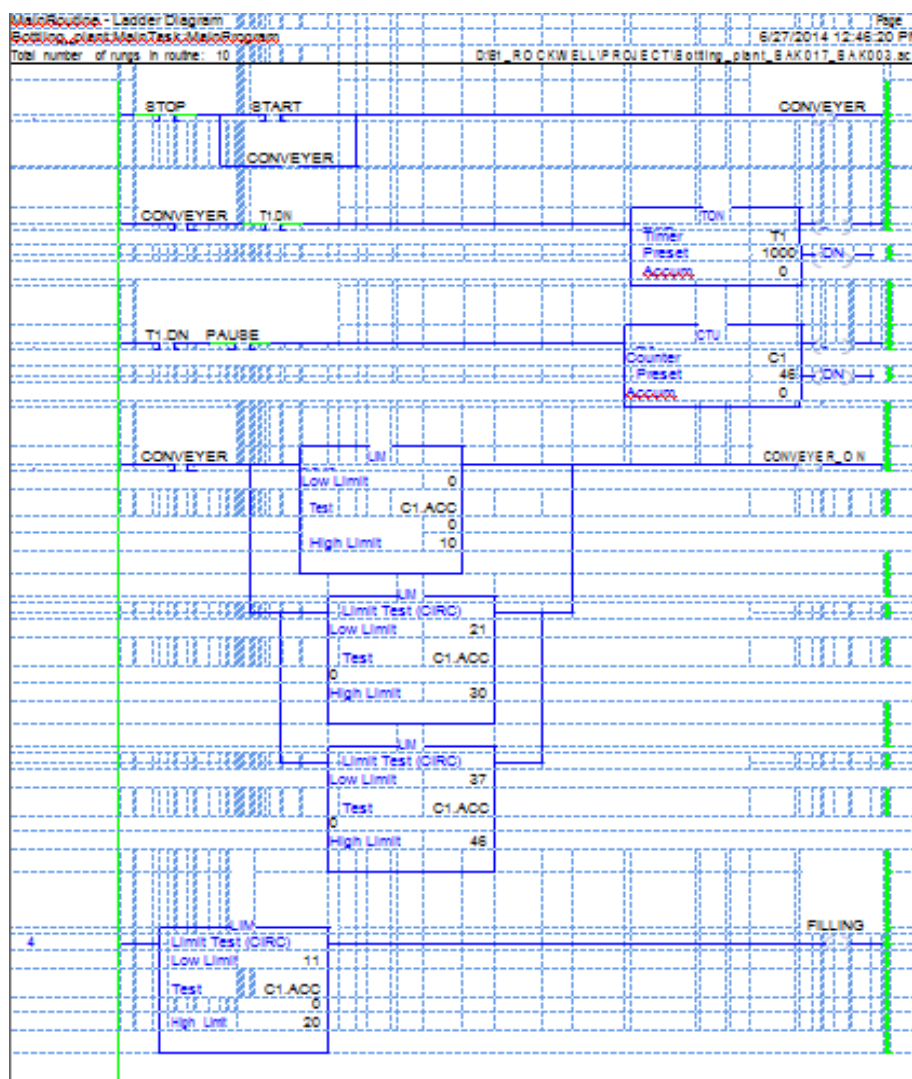 MainRoutine - Ladder Diagram Page
Bottling_plant:MainTask:MainProgram 6/27/2014 12:46:20 PM
Total number of rungs in routine: 10
STOP START CONVEYER
CONVEYER
CONVEYER T1.DN TON
Timer T1
Preset 1000 DN
Accum 0
T1.DN PAUSE CTU
Counter C1
Preset 46 DN
Accum 0
CONVEYER LIM CONVEYER_ON
Low Limit 0
Test C1.ACC
0
High Limit 10
LIM
Limit Test (CIRC)
Low Limit 21
Test C1.ACC
0
High Limit 30
LIM
Limit Test (CIRC)
Low Limit 37
Test C1.ACC
0
High Limit 46
LIM FILLING
4 Limit Test (CIRC)
Low Limit 11
Test C1.ACC
0
High Limit 20